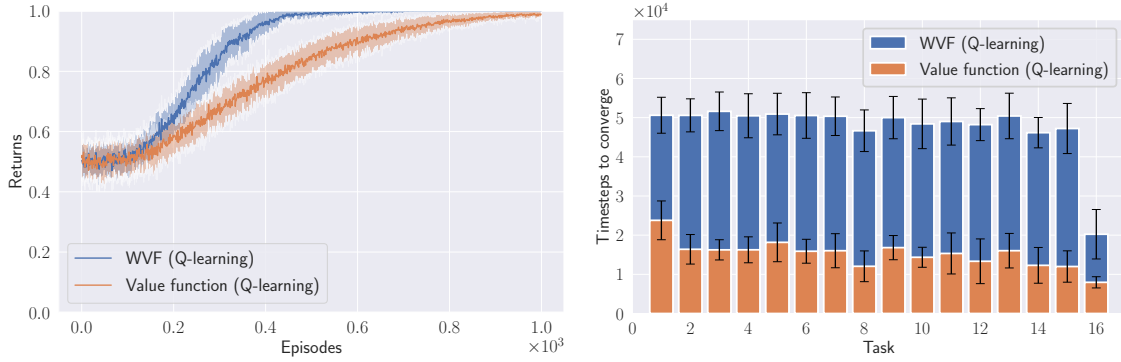 1.0
0.8
0.6
0.4
0.2
1.0
0.0
Returns
WVF (Q-learning)
Value function (Q-learning)
0.0 0.2 0.4 0.6 0.8 1.0
Episodes
×10³
×10⁴
7
6
5
4
3
2
1
0
Timesteps to converge
WVF (Q-learning)
Value function (Q-learning)
0 2 4 6 8 10 12 14 16
Task